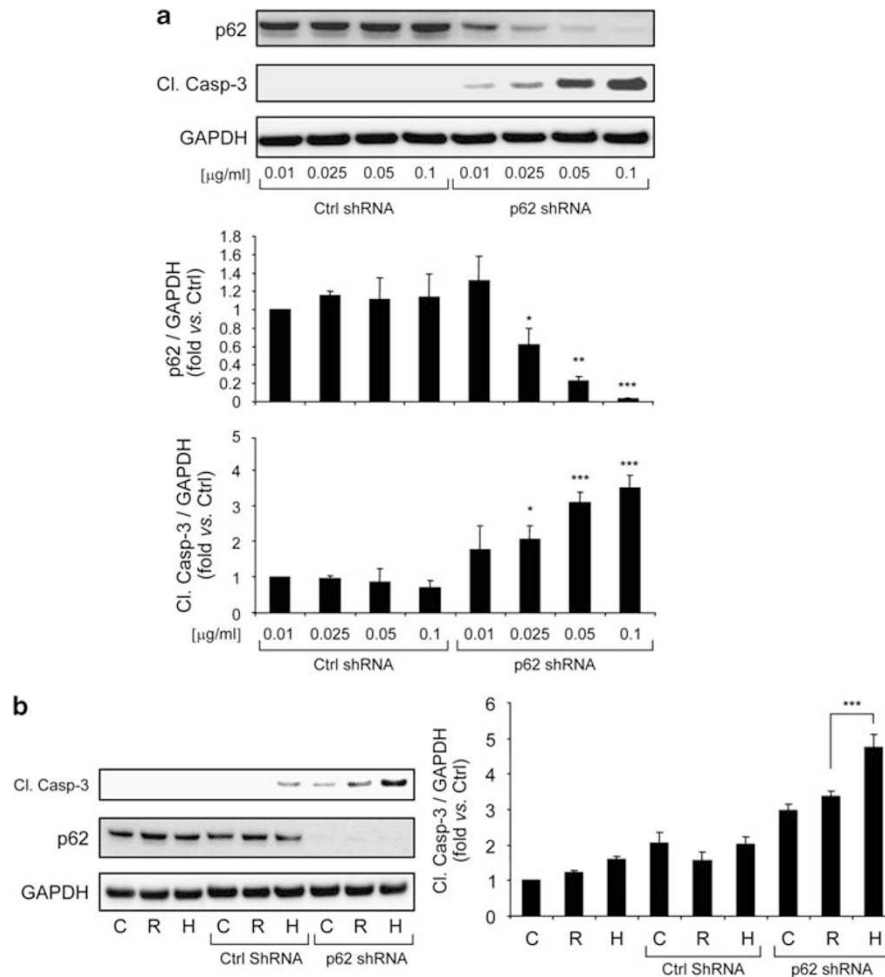 a
p62
Cl. Casp-3
GAPDH
[µg/ml] 0.01 0.025 0.05 0.1 0.01 0.025 0.05 0.1
Ctrl shRNA p62 shRNA
p62 / GAPDH
(fold vs. Ctrl)
1.8
1.6
1.4
1.2
1
0.8
0.6
0.4
0.2
0
*
**
***
Cl. Casp-3 / GAPDH
(fold vs. Ctrl)
5
4
3
2
1
0
*
***
***
[µg/ml] 0.01 0.025 0.05 0.1 0.01 0.025 0.05 0.1
Ctrl shRNA p62 shRNA
b
Cl. Casp-3
p62
GAPDH
C R H C R H C R H
Ctrl ShRNA p62 shRNA
Cl. Casp-3 / GAPDH
(fold vs. Ctrl)
6
5
4
3
2
1
0
***
C R H C R H C R H
Ctrl ShRNA p62 shRNA